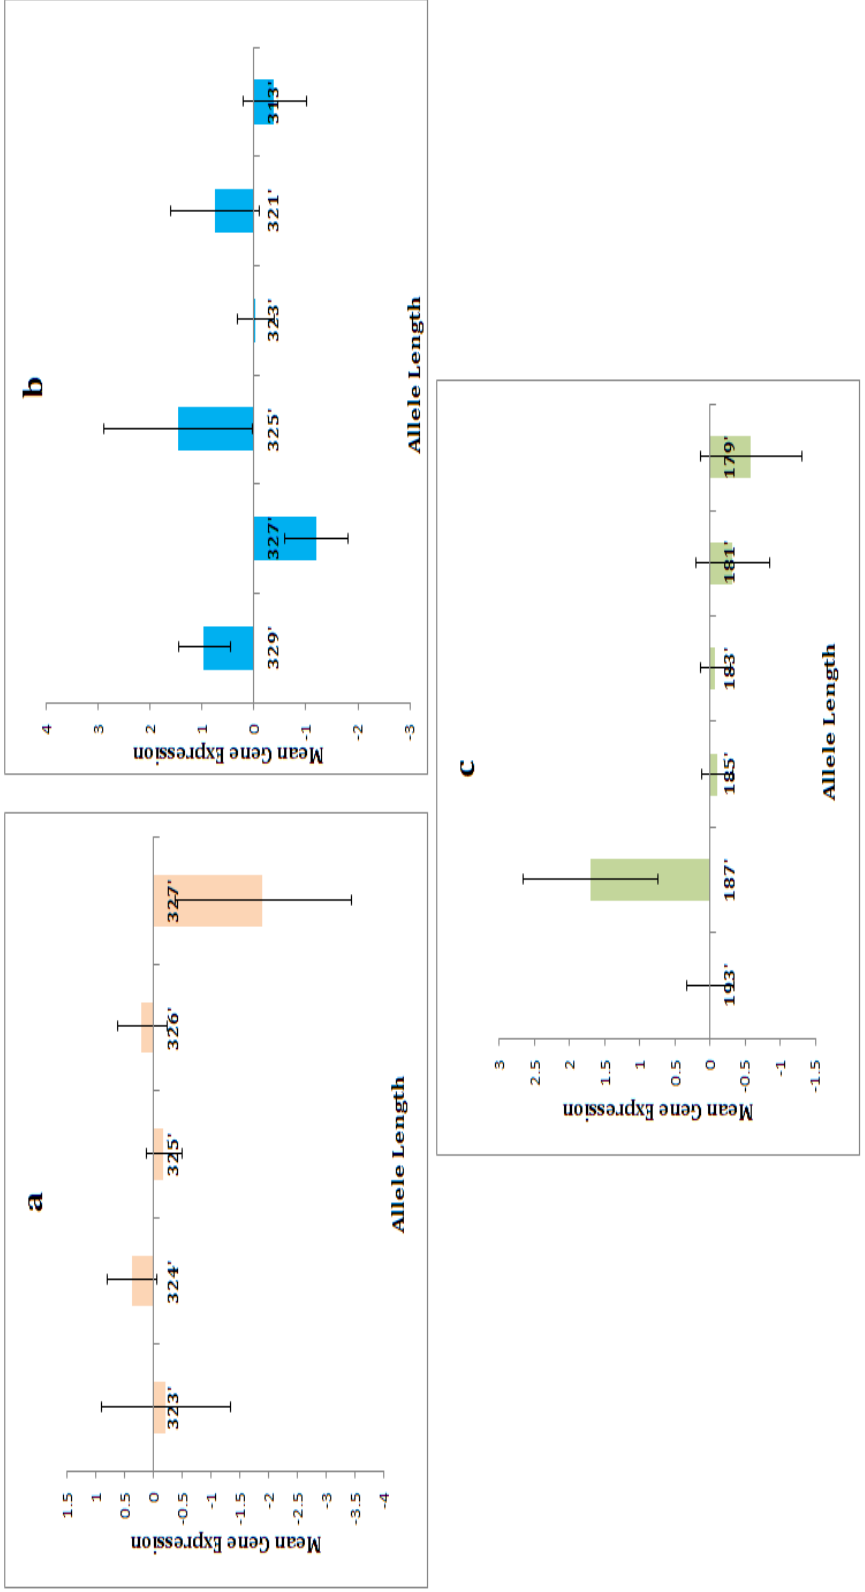 a
Mean Gene Expression
1.5
1
0.5
0
-0.5
-1
-1.5
-2
-2.5
-3
-3.5
-4
323' 324' 325' 326' 327'
Allele Length
b
Mean Gene Expression
4
3
2
1
0
-1
-2
-3
329' 327' 325' 323' 321' 313'
Allele Length
c
Mean Gene Expression
3
2.5
2
1.5
1
0.5
0
-0.5
-1
-1.5
193' 187' 185' 183' 181' 179'
Allele Length